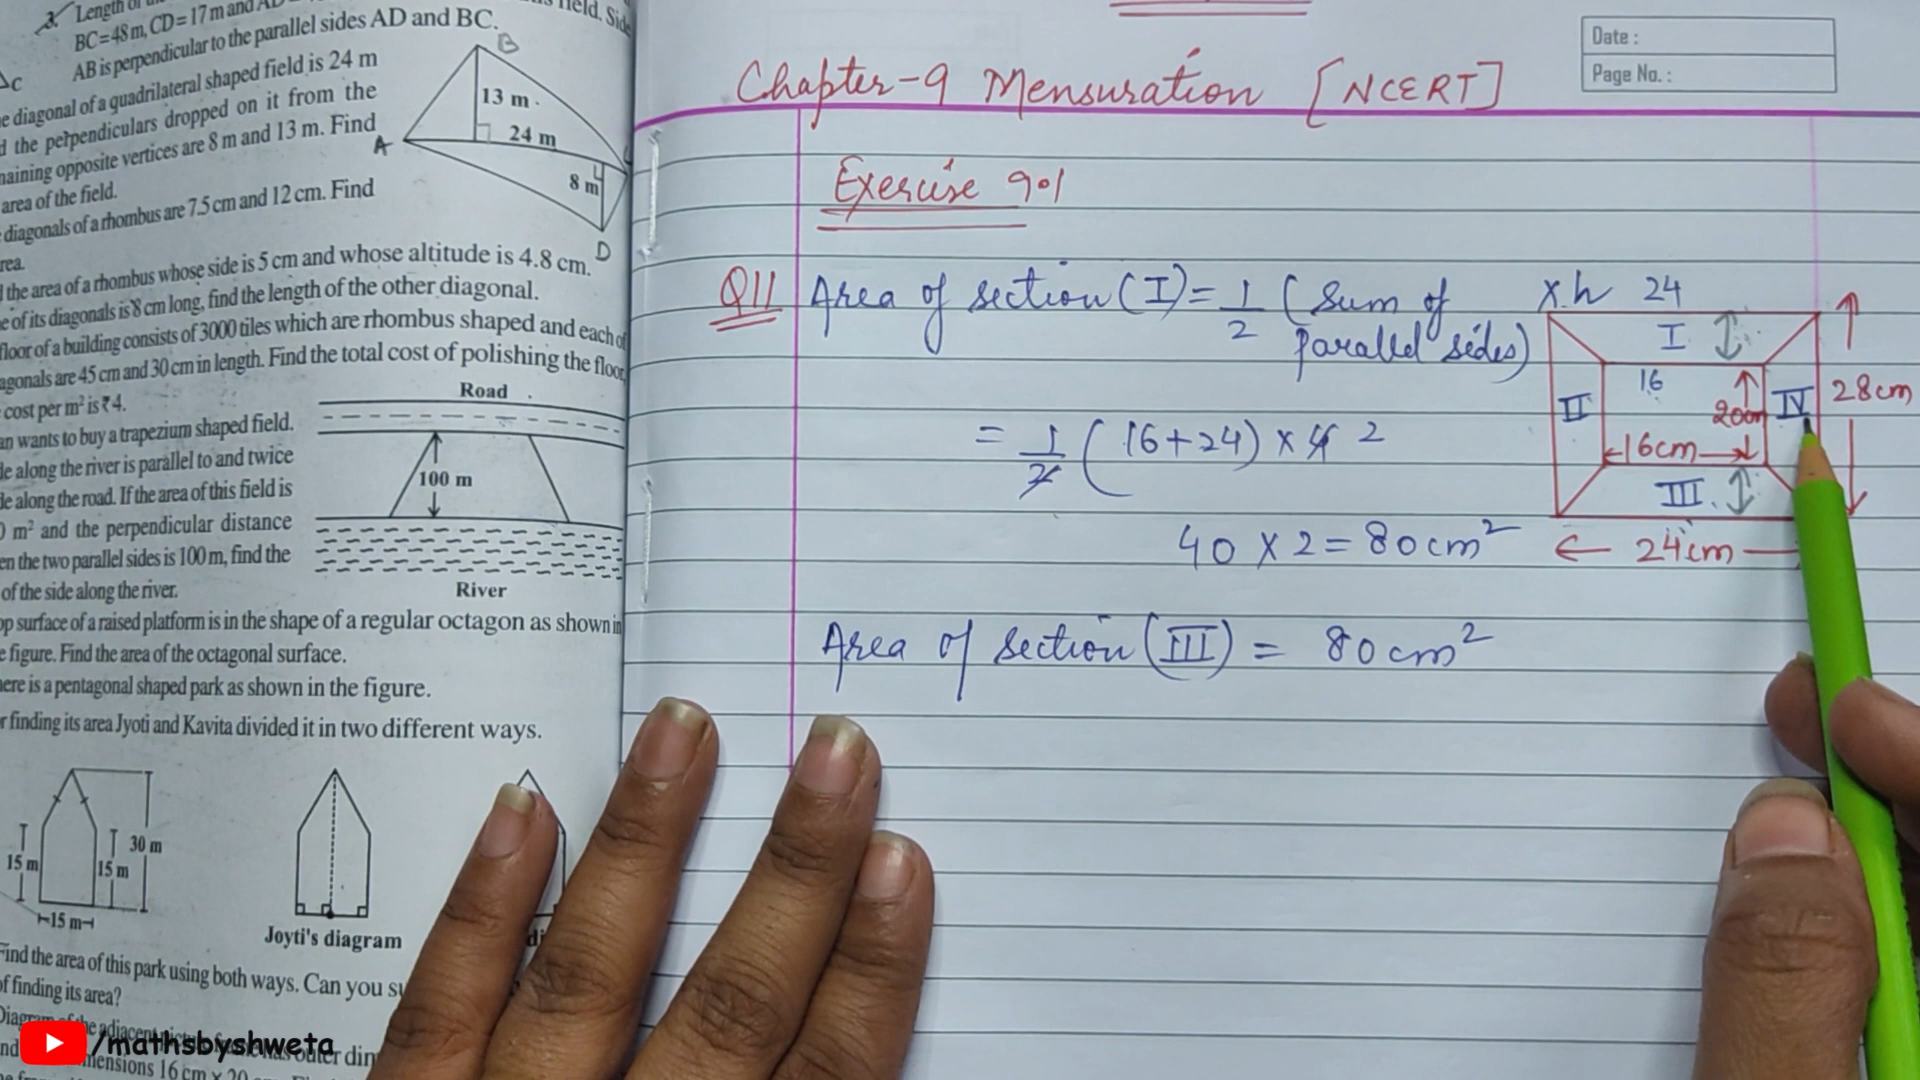 3. Length of
BC = 48 m, CD = 17 m and AD
field. Side
AB is perpendicular to the parallel sides AD and BC.
diagonal of a quadrilateral shaped field is 24 m
the perpendiculars dropped on it from the
opposite vertices are 8 m and 13 m. Find
area of the field.
diagonals of a rhombus are 7.5 cm and 12 cm. Find
the area of a rhombus whose side is 5 cm and whose altitude is 4.8 cm.
of its diagonals is 8 cm long, find the length of the other diagonal.
floor of a building consists of 3000 tiles which are rhombus shaped and each of
are 45 cm and 30 cm in length. Find the total cost of polishing the floor,
cost per m² is ₹ 4.
wants to buy a trapezium shaped field.
along the river is parallel to and twice
along the road. If the area of this field is
m² and the perpendicular distance
the two parallel sides is 100 m, find the
of the side along the river.
surface of a raised platform is in the shape of a regular octagon as shown in
figure. Find the area of the octagonal surface.
is a pentagonal shaped park as shown in the figure.
finding its area Jyoti and Kavita divided it in two different ways.
B
13 m
24 m
A
8 m
D
C
Road
100 m
River
30 m
15 m
15 m
15 m
Joyti's diagram
Find the area of this park using both ways. Can you
of finding its area?
16 cm × 20
/mathsbyshweta
Date :
Page No. :
Chapter-9 Mensuration [NCERT]
Exercise 9.1
Q11 Area of section (I) = 1/2 (Sum of parallel sides) x h
= 1/2 (16+24) × 4 2
40 × 2 = 80 cm²
Area of section (III) = 80 cm²
24
I
16
II
20cm
IV
28cm
16cm
III
24cm